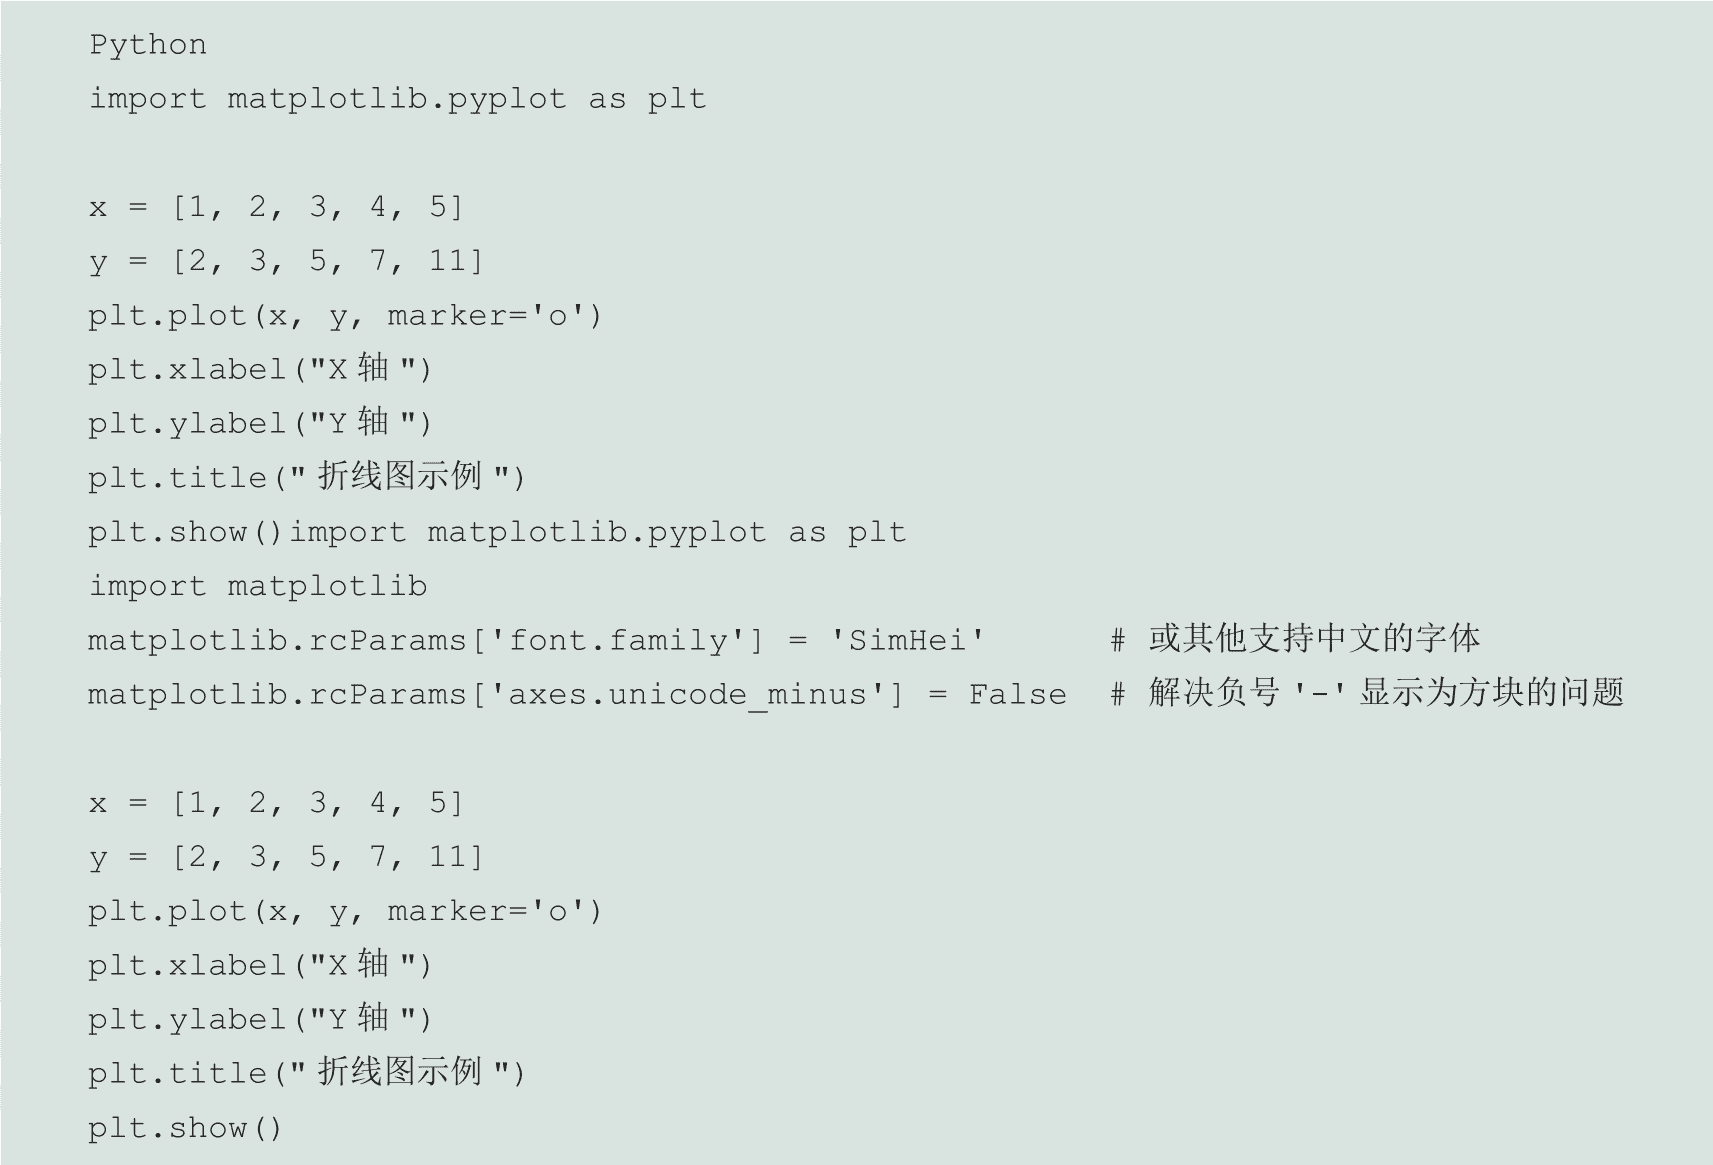 Python
import matplotlib.pyplot as plt
x = [1, 2, 3, 4, 5]
y = [2, 3, 5, 7, 11]
plt.plot(x, y, marker='o')
plt.xlabel("X 轴 ")
plt.ylabel("Y 轴 ")
plt.title(" 折线图示例 ")
plt.show()import matplotlib.pyplot as plt
import matplotlib
matplotlib.rcParams['font.family'] = 'SimHei'      # 或其他支持中文的字体
matplotlib.rcParams['axes.unicode_minus'] = False  # 解决负号 '-' 显示为方块的问题
x = [1, 2, 3, 4, 5]
y = [2, 3, 5, 7, 11]
plt.plot(x, y, marker='o')
plt.xlabel("X 轴 ")
plt.ylabel("Y 轴 ")
plt.title(" 折线图示例 ")
plt.show()